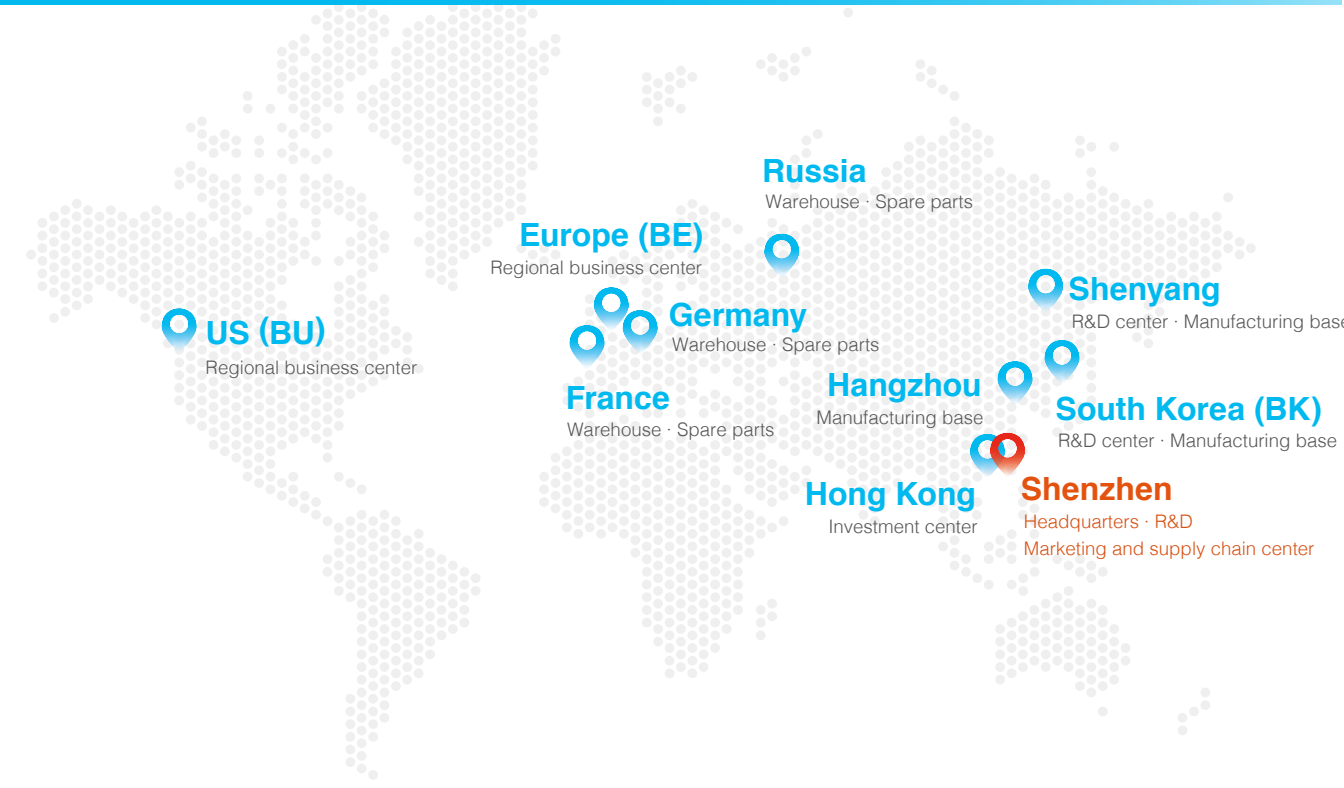 Russia
Warehouse · Spare parts
Europe (BE)
Regional business center
US (BU)
Regional business center
Germany
Warehouse · Spare parts
France
Warehouse · Spare parts
Shenyang
R&D center · Manufacturing base
Hangzhou
Manufacturing base
South Korea (BK)
R&D center · Manufacturing base
Hong Kong
Investment center
Shenzhen
Headquarters · R&D
Marketing and supply chain center